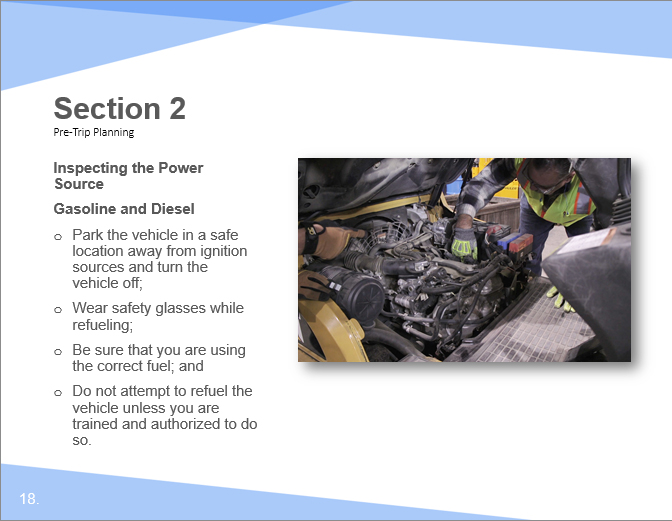 Section 2
Pre-Trip Planning
Inspecting the Power
Source
Gasoline and Diesel
o Park the vehicle in a safe
location away from ignition
sources and turn the
vehicle off;
o Wear safety glasses while
refueling;
o Be sure that you are using
the correct fuel; and
o Do not attempt to refuel the
vehicle unless you are
trained and authorized to do
so.
18.